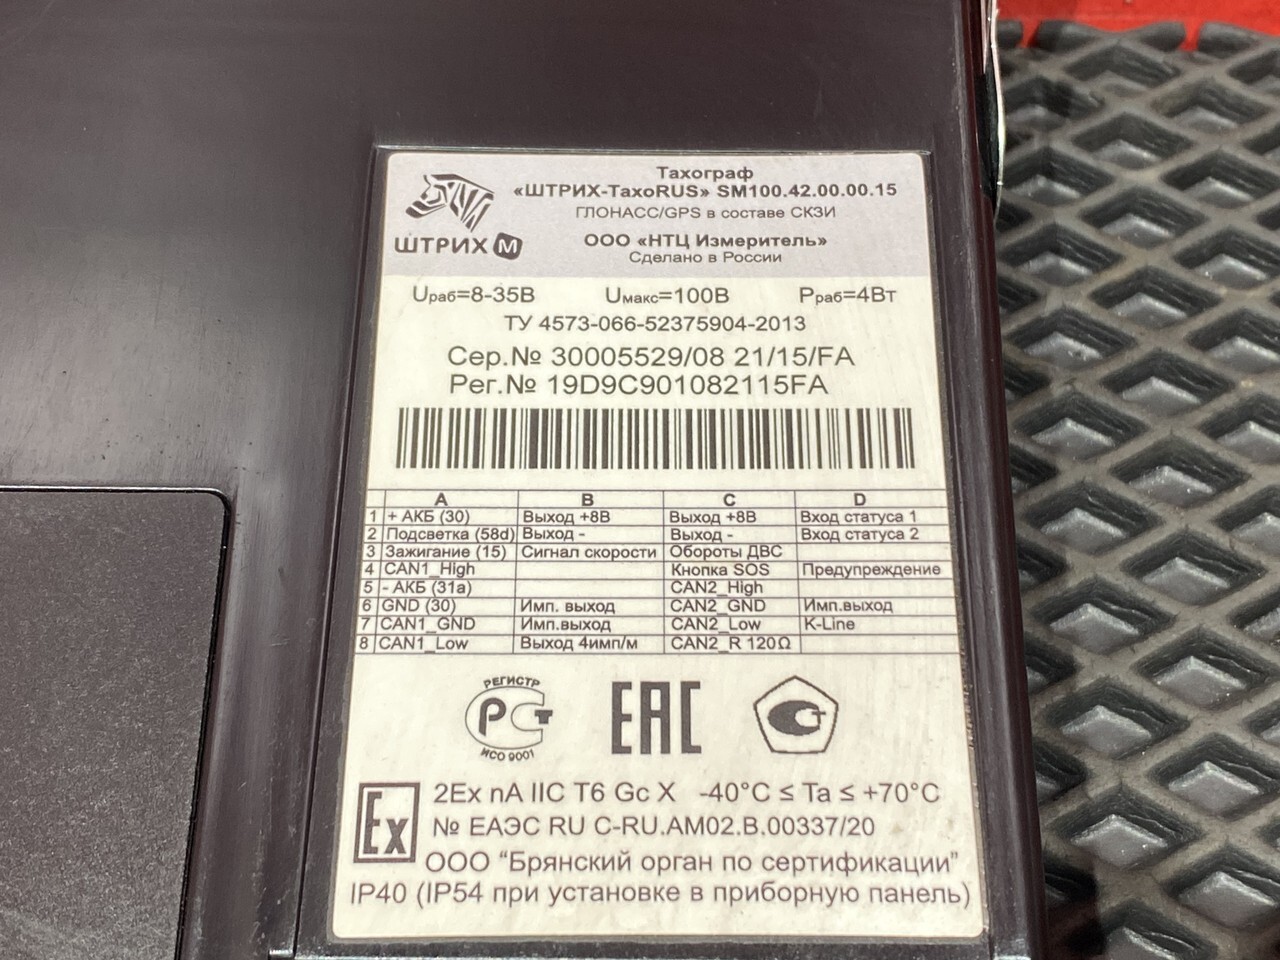 Тахограф
«ШТРИХ-ТахоRUS» SM100.42.00.00.15
ГЛОНАСС/GPS в составе СКЗИ
ШТРИХ М
ООО «НТЦ Измеритель»
Сделано в России
Uраб=8-35В Uмакс=100В Pраб=4Вт
ТУ 4573-066-52375904-2013
Сер.№ 30005529/08 21/15/FA
Рег.№ 19D9C901082115FA
A B C D
1 + АКБ (30) Выход +8В Выход +8В Вход статуса 1
2 Подсветка (58d) Выход - Выход - Вход статуса 2
3 Зажигание (15) Сигнал скорости Обороты ДВС
4 CAN1_High Кнопка SOS Предупреждение
5 - АКБ (31a) CAN2_High
6 GND (30) Имп. выход CAN2_GND Имп.выход
7 CAN1_GND Имп.выход CAN2_Low K-Line
8 CAN1_Low Выход 4имп/м CAN2_R 120Ω
РЕГИСТР
РСТ
ИСО 9001
ЕАС
Ex
2Ex nA IIC T6 Gc X -40°C ≤ Ta ≤ +70°C
№ ЕАЭС RU C-RU.AM02.B.00337/20
ООО "Брянский орган по сертификации"
IP40 (IP54 при установке в приборную панель)